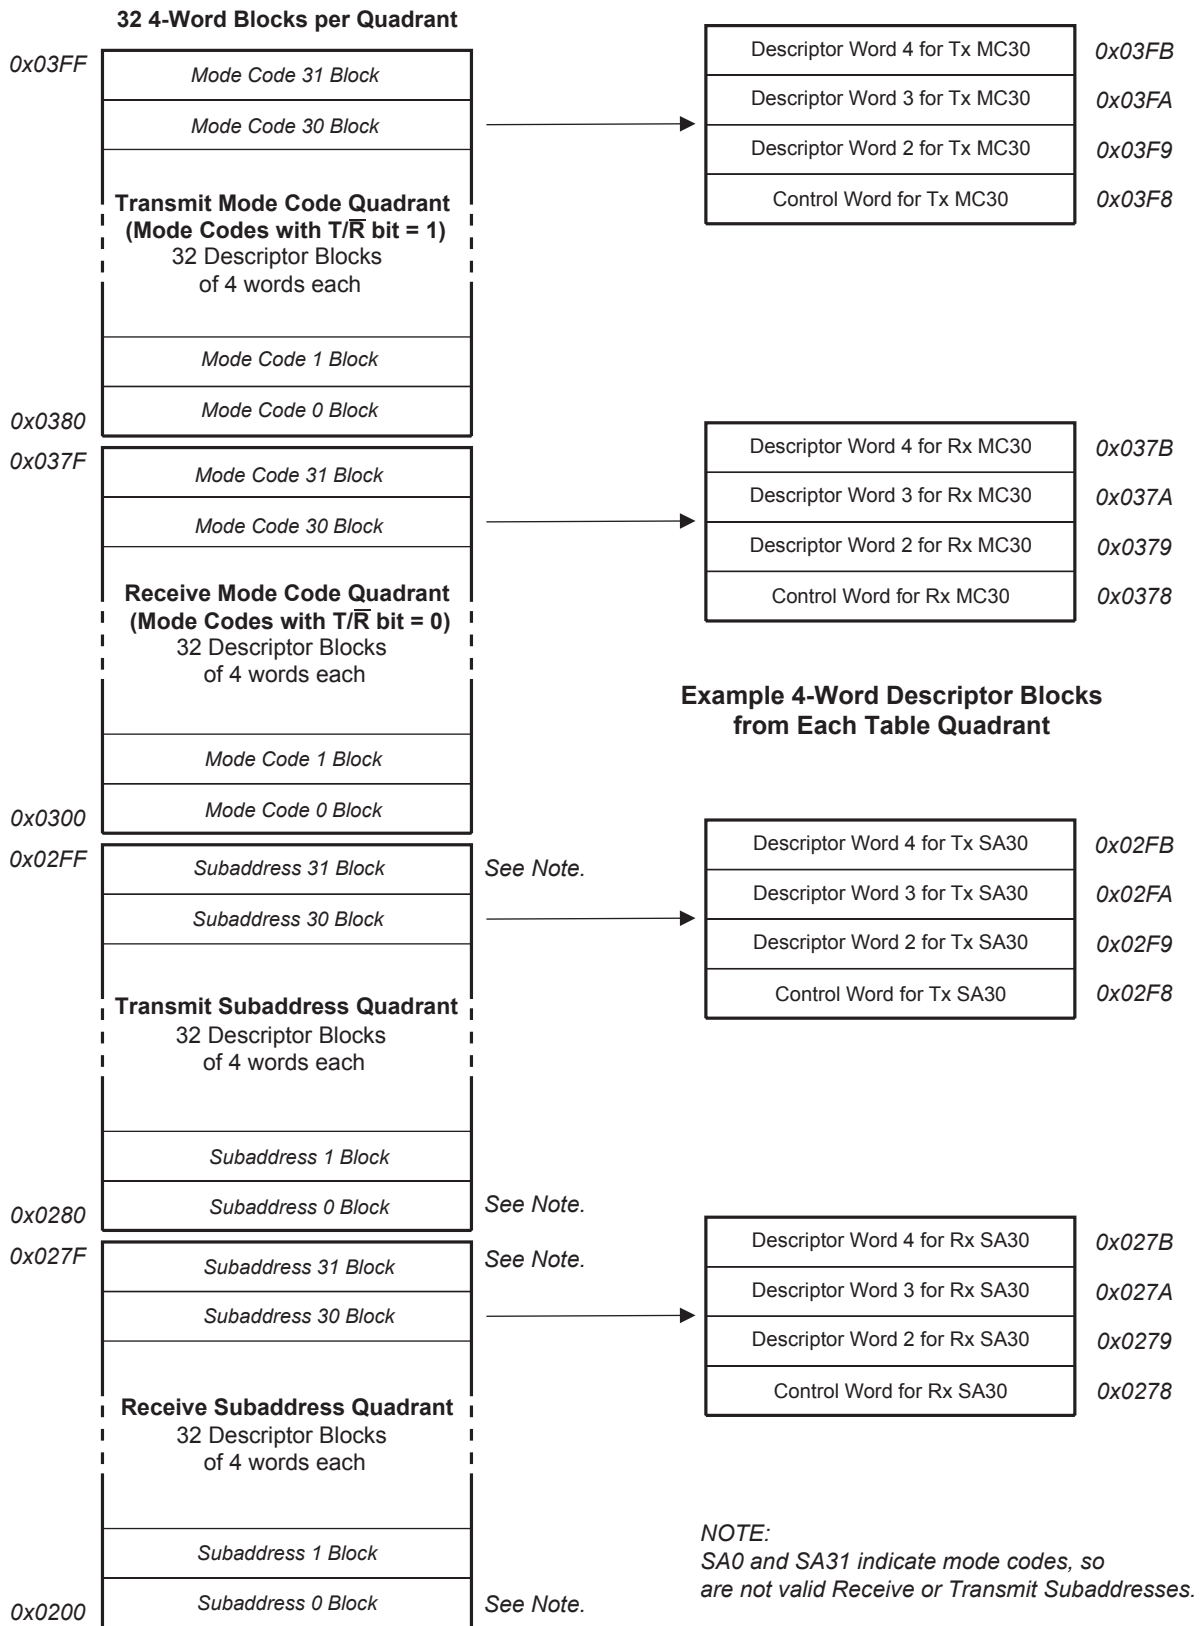 32 4-Word Blocks per Quadrant
0x03FF
Mode Code 31 Block
Mode Code 30 Block
Transmit Mode Code Quadrant
(Mode Codes with T/R̅ bit = 1)
32 Descriptor Blocks
of 4 words each
Mode Code 1 Block
Mode Code 0 Block
0x0380
Descriptor Word 4 for Tx MC30 0x03FB
Descriptor Word 3 for Tx MC30 0x03FA
Descriptor Word 2 for Tx MC30 0x03F9
Control Word for Tx MC30 0x03F8
0x037F
Mode Code 31 Block
Mode Code 30 Block
Receive Mode Code Quadrant
(Mode Codes with T/R̅ bit = 0)
32 Descriptor Blocks
of 4 words each
Mode Code 1 Block
Mode Code 0 Block
0x0300
Descriptor Word 4 for Rx MC30 0x037B
Descriptor Word 3 for Rx MC30 0x037A
Descriptor Word 2 for Rx MC30 0x0379
Control Word for Rx MC30 0x0378
Example 4-Word Descriptor Blocks
from Each Table Quadrant
0x02FF
Subaddress 31 Block See Note.
Subaddress 30 Block
Transmit Subaddress Quadrant
32 Descriptor Blocks
of 4 words each
Subaddress 1 Block
Subaddress 0 Block See Note.
0x0280
Descriptor Word 4 for Tx SA30 0x02FB
Descriptor Word 3 for Tx SA30 0x02FA
Descriptor Word 2 for Tx SA30 0x02F9
Control Word for Tx SA30 0x02F8
0x027F
Subaddress 31 Block See Note.
Subaddress 30 Block
Receive Subaddress Quadrant
32 Descriptor Blocks
of 4 words each
Subaddress 1 Block
Subaddress 0 Block See Note.
0x0200
Descriptor Word 4 for Rx SA30 0x027B
Descriptor Word 3 for Rx SA30 0x027A
Descriptor Word 2 for Rx SA30 0x0279
Control Word for Rx SA30 0x0278
NOTE:
SA0 and SA31 indicate mode codes, so
are not valid Receive or Transmit Subaddresses.